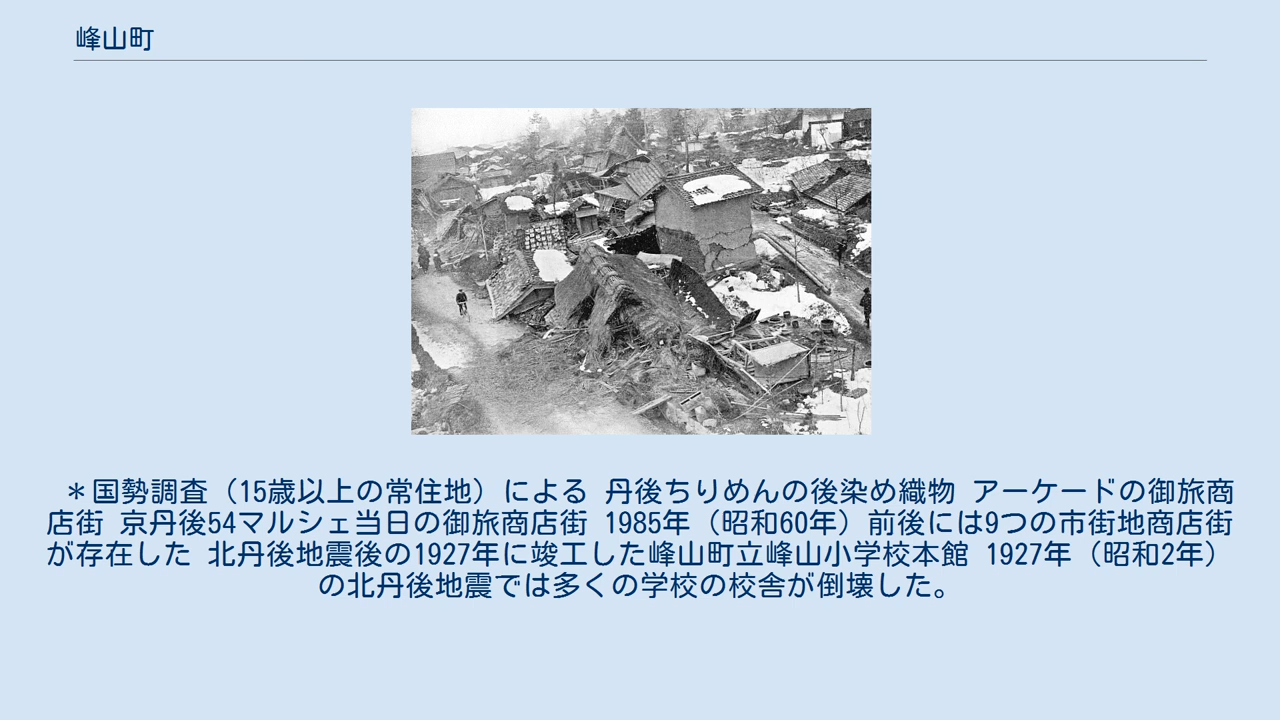 峰山町
＊国勢調査（15歳以上の常住地）による 丹後ちりめんの後染め織物 アーケードの御旅商
店街 京丹後54マルシェ当日の御旅商店街 1985年（昭和60年）前後には9つの市街地商店街
が存在した 北丹後地震後の1927年に竣工した峰山町立峰山小学校本館 1927年（昭和2年）
の北丹後地震では多くの学校の校舎が倒壊した。